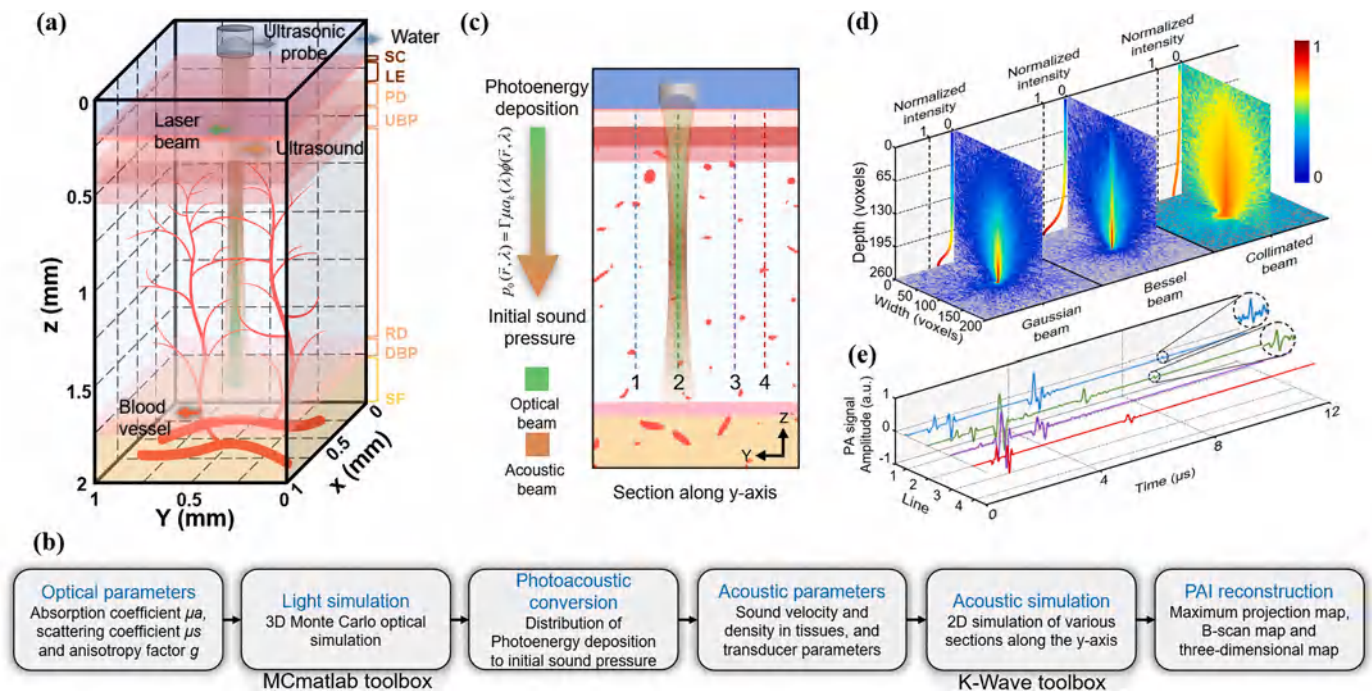 (a)
Ultrasonic
probe
Water
SC
LE
PD
UBP
Laser
beam
Ultrasound
RD
DBP
SF
Blood
vessel
0
0.5
1
1.5
2
z (mm)
1
0.5
0
Y (mm)
1
0.5
0
x (mm)
(c)
Photoenergy
deposition
Initial sound
pressure
Optical
beam
Acoustic
beam
1
2
3
4
Z
Y
Section along y-axis
(d)
Normalized
intensity
1
0
Normalized
intensity
1
0
Normalized
intensity
1
0
1
0
0
65
130
195
260
Depth (voxels)
50
100
150
200
Width (voxels)
Gaussian
beam
Bessel
beam
Collimated
beam
(e)
PA signal
Amplitude (a.u.)
1
0
-1
1
2
3
4
Line
0
4
8
12
Time (μs)
(b)
Optical parameters
Absorption coefficient μa,
scattering coefficient μs
and anisotropy factor g
Light simulation
3D Monte Carlo optical
simulation
Photoacoustic
conversion
Distribution of
Photoenergy deposition
to initial sound pressure
Acoustic parameters
Sound velocity and
density in tissues, and
transducer parameters
Acoustic simulation
2D simulation of various
sections along the y-axis
PAI reconstruction
Maximum projection map,
B-scan map and
three-dimensional map
MCmatlab toolbox
K-Wave toolbox